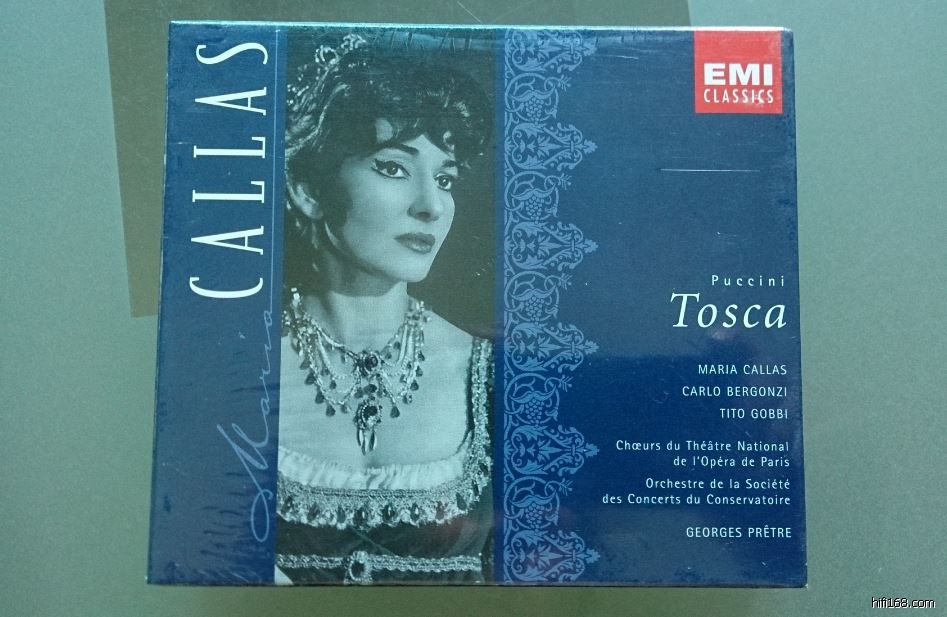 CALLAS
Maria
EMI
CLASSICS
Puccini
Tosca
MARIA CALLAS
CARLO BERGONZI
TITO GOBBI
Chœurs du Théâtre National
de l'Opéra de Paris
Orchestre de la Société
des Concerts du Conservatoire
GEORGES PRÊTRE
hifi168.com